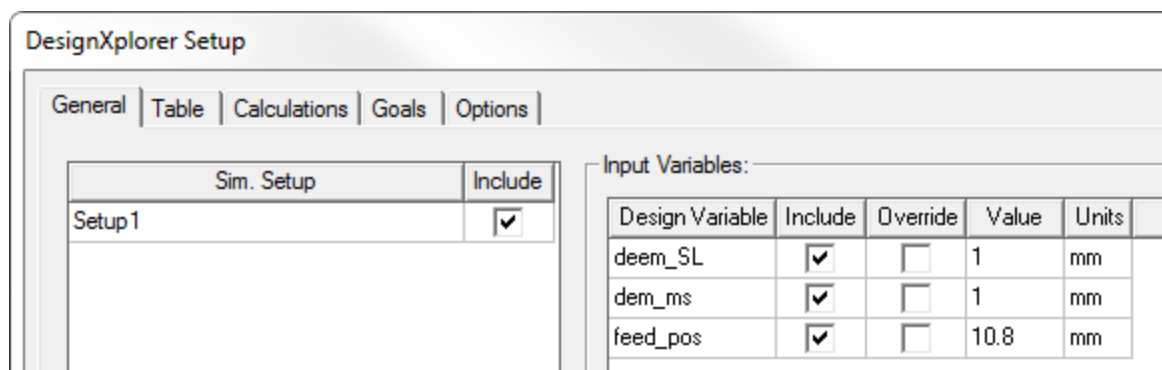 DesignXplorer Setup
General Table Calculations Goals Options
Sim. Setup Include
Setup1
Input Variables:
Design Variable Include Override Value Units
deem_SL 1 mm
dem_ms 1 mm
feed_pos 10.8 mm